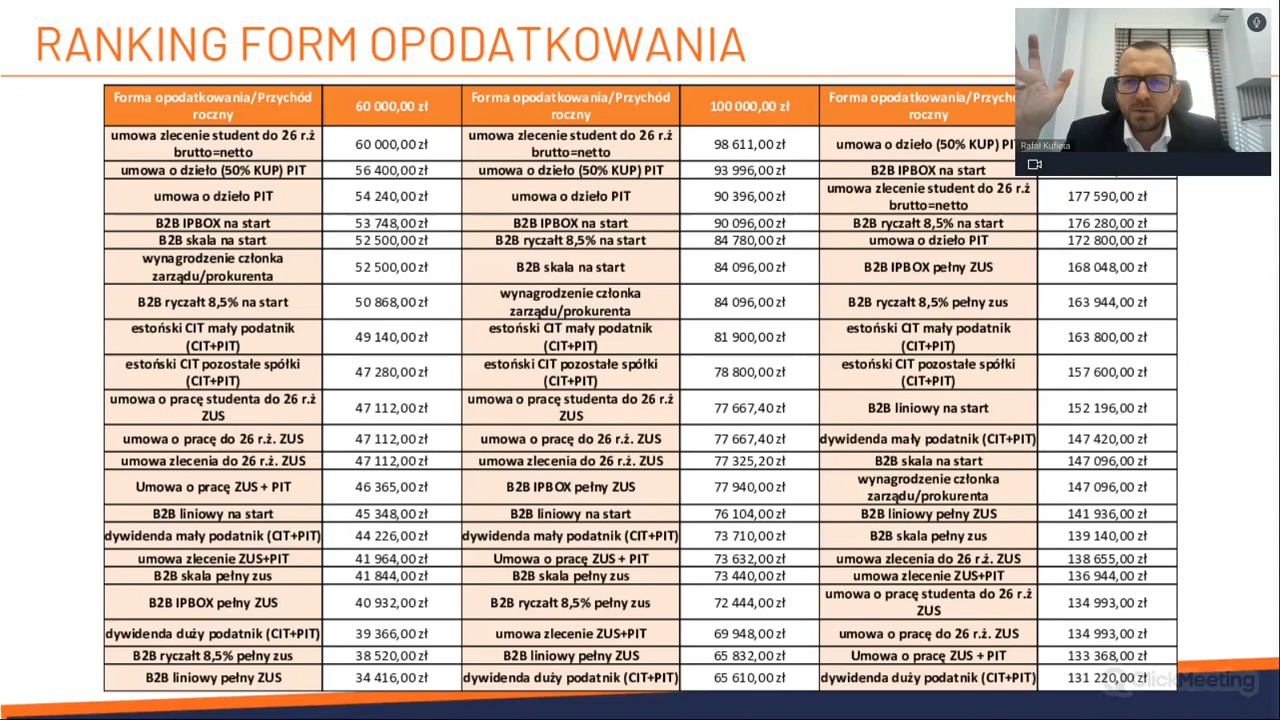 RANKING FORM OPODATKOWANIA
Rafał Kufieta
Forma opodatkowania/Przychód
roczny
60 000,00 zł
Forma opodatkowania/Przychód
roczny
100 000,00 zł
Forma
roczny
umowa zlecenie student do 26 r.ż
brutto=netto
60 000,00 zł
umowa zlecenie student do 26 r.ż
brutto=netto
98 611,00 zł
umowa o dzieło (50% KUP)
umowa o dzieło (50% KUP) PIT
56 400,00 zł
umowa o dzieło (50% KUP) PIT
93 996,00 zł
B2B IPBOX na start
umowa o dzieło PIT
54 240,00 zł
umowa o dzieło PIT
90 396,00 zł
umowa zlecenie student do 26 r.ż
brutto=netto
177 590,00 zł
B2B IPBOX na start
53 748,00 zł
B2B IPBOX na start
90 096,00 zł
B2B ryczałt 8,5% na start
176 280,00 zł
B2B skala na start
52 500,00 zł
B2B ryczałt 8,5% na start
84 780,00 zł
umowa o dzieło PIT
172 800,00 zł
wynagrodzenie członka
zarządu/prokurenta
52 500,00 zł
B2B skala na start
84 096,00 zł
B2B IPBOX pełny ZUS
168 048,00 zł
B2B ryczałt 8,5% na start
50 868,00 zł
wynagrodzenie członka
zarządu/prokurenta
84 096,00 zł
B2B ryczałt 8,5% pełny zus
163 944,00 zł
estoński CIT mały podatnik
(CIT+PIT)
49 140,00 zł
estoński CIT mały podatnik
(CIT+PIT)
81 900,00 zł
estoński CIT mały podatnik
(CIT+PIT)
163 800,00 zł
estoński CIT pozostałe spółki
(CIT+PIT)
47 280,00 zł
estoński CIT pozostałe spółki
(CIT+PIT)
78 800,00 zł
estoński CIT pozostałe spółki
(CIT+PIT)
157 600,00 zł
umowa o pracę studenta do 26 r.ż
ZUS
47 112,00 zł
umowa o pracę studenta do 26 r.ż
ZUS
77 667,40 zł
B2B liniowy na start
152 196,00 zł
umowa o pracę do 26 r.ż. ZUS
47 112,00 zł
umowa o pracę do 26 r.ż. ZUS
77 667,40 zł
dywidenda mały podatnik (CIT+PIT)
147 420,00 zł
umowa zlecenia do 26 r.ż. ZUS
47 112,00 zł
umowa zlecenia do 26 r.ż. ZUS
77 325,20 zł
B2B skala na start
147 096,00 zł
Umowa o pracę ZUS + PIT
46 365,00 zł
B2B IPBOX pełny ZUS
77 940,00 zł
wynagrodzenie członka
zarządu/prokurenta
147 096,00 zł
B2B liniowy na start
45 348,00 zł
B2B liniowy na start
76 104,00 zł
B2B liniowy pełny ZUS
141 936,00 zł
dywidenda mały podatnik (CIT+PIT)
44 226,00 zł
dywidenda mały podatnik (CIT+PIT)
73 710,00 zł
B2B skala pełny zus
139 140,00 zł
umowa zlecenie ZUS+PIT
41 964,00 zł
Umowa o pracę ZUS + PIT
73 632,00 zł
umowa zlecenia do 26 r.ż. ZUS
138 655,00 zł
B2B skala pełny zus
41 844,00 zł
B2B skala pełny zus
73 440,00 zł
umowa zlecenie ZUS+PIT
136 944,00 zł
B2B IPBOX pełny ZUS
40 932,00 zł
B2B ryczałt 8,5% pełny zus
72 444,00 zł
umowa o pracę studenta do 26 r.ż
ZUS
134 993,00 zł
dywidenda duży podatnik (CIT+PIT)
39 366,00 zł
umowa zlecenie ZUS+PIT
69 948,00 zł
umowa o pracę do 26 r.ż. ZUS
134 993,00 zł
B2B ryczałt 8,5% pełny zus
38 520,00 zł
B2B liniowy pełny ZUS
65 832,00 zł
Umowa o pracę ZUS + PIT
133 368,00 zł
B2B liniowy pełny ZUS
34 416,00 zł
dywidenda duży podatnik (CIT+PIT)
65 610,00 zł
dywidenda duży podatnik (CIT+PIT)
131 220,00 zł
ClickMeeting